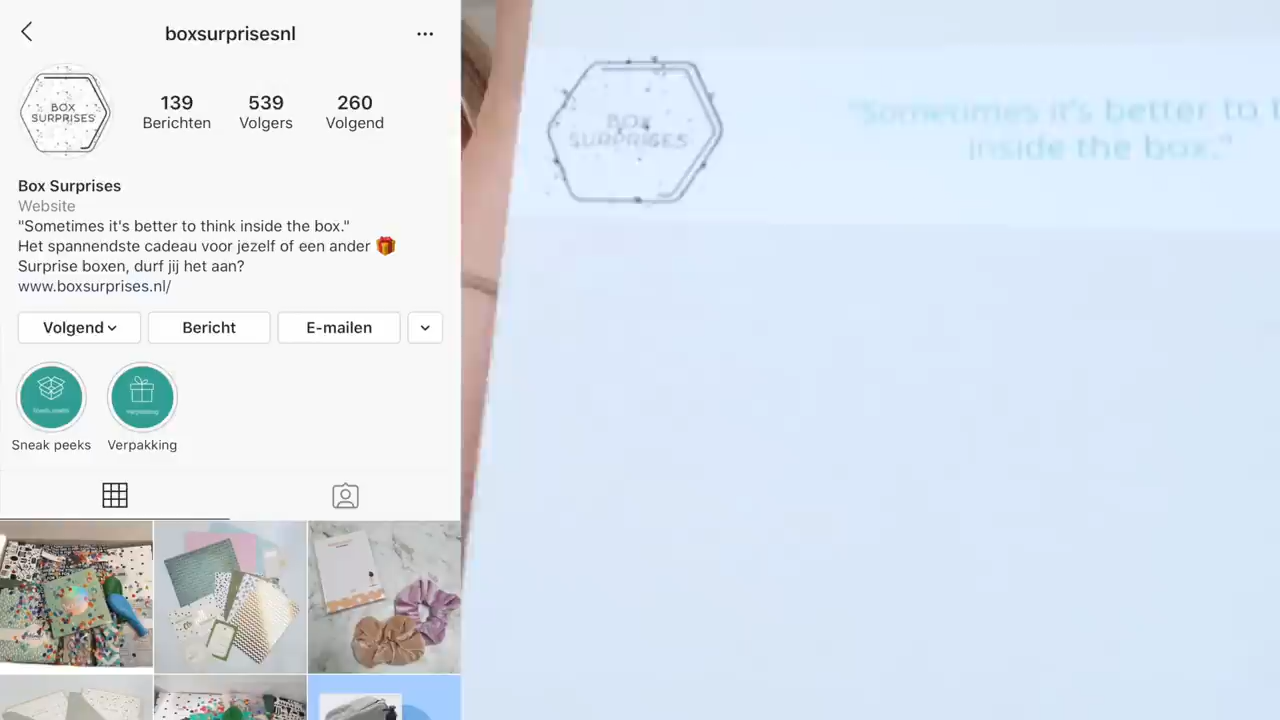 boxsurprisesnl
BOX
SURPRISES
139
Berichten
539
Volgers
260
Volgend
Box Surprises
Website
"Sometimes it's better to think inside the box."
Het spannendste cadeau voor jezelf of een ander
Surprise boxen, durf jij het aan?
www.boxsurprises.nl/
Volgend
Bericht
E-mailen
Sneak peeks
Verpakking
BOX
SURPRISES
"Sometimes it's better to
inside the box."